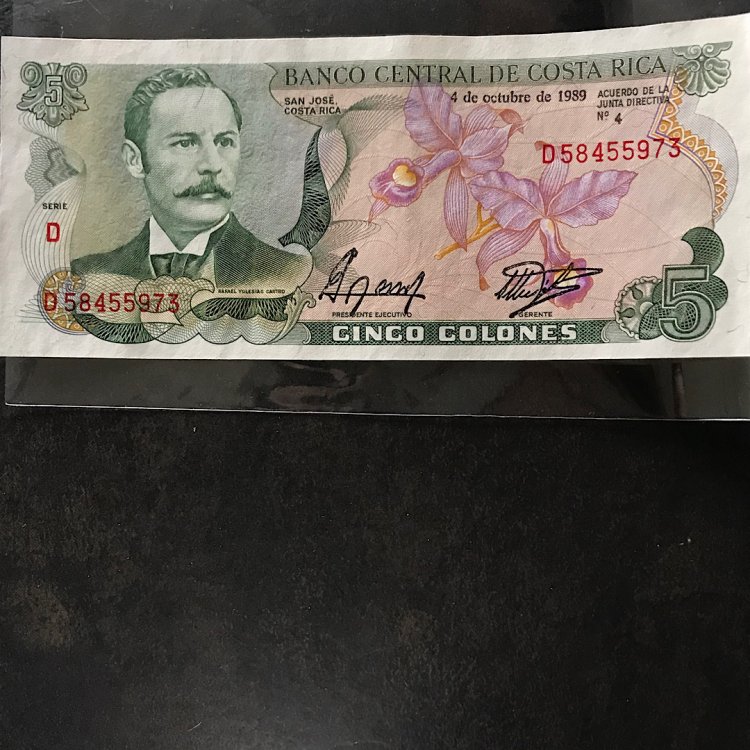 5
BANCO CENTRAL DE COSTA RICA
SAN JOSÉ,
COSTA RICA
4 de octubre de 1989
ACUERDO DE LA
JUNTA DIRECTIVA
Nº 4
D58455973
SERIE
D
D58455973
RAFAEL YGLESIAS CASTRO
PRESIDENTE EJECUTIVO
GERENTE
CINCO COLONES
5